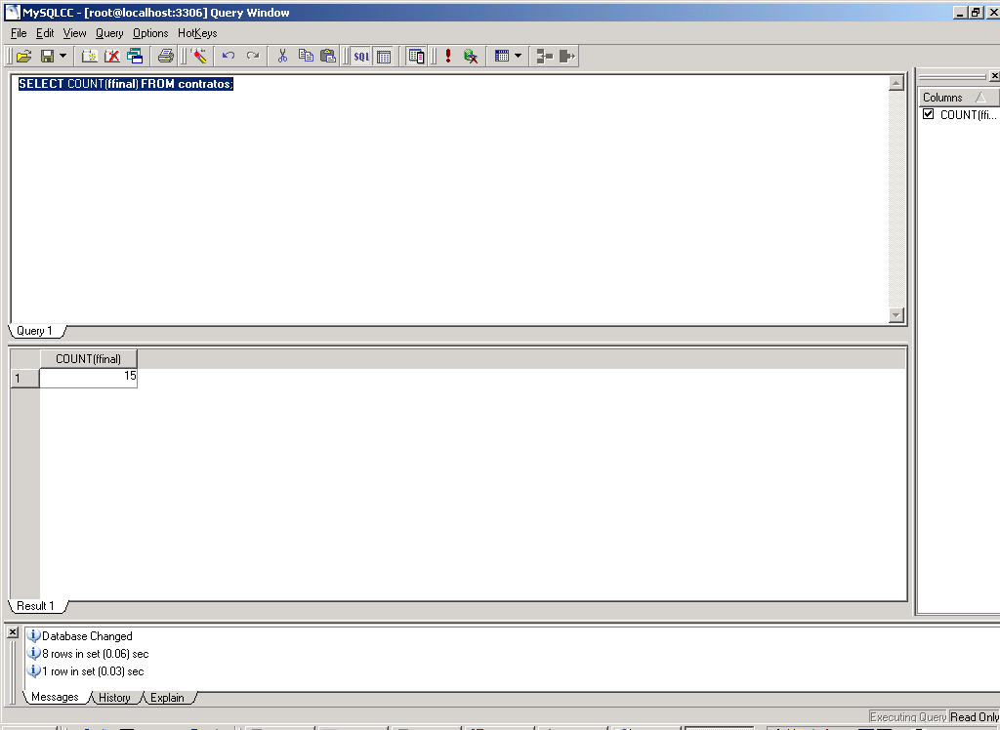 MySQLCC - [root@localhost:3306] Query Window
File Edit View Query Options HotKeys
SQL
SELECT COUNT(ffinal) FROM contratos;
Columns
COUNT(ffi...
Query 1
COUNT(ffinal)
1 15
Result 1
Database Changed
8 rows in set (0.06) sec
1 row in set (0.03) sec
Messages History Explain
Executing Query Read Only